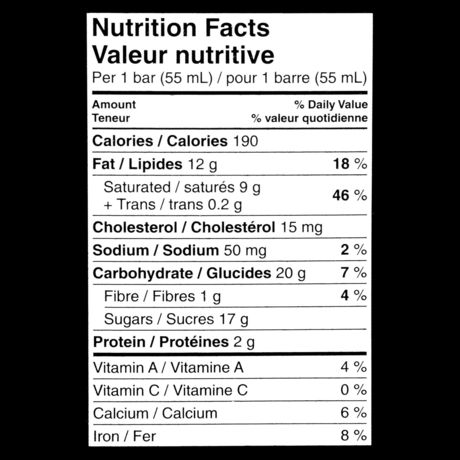 Nutrition Facts
Valeur nutritive
Per 1 bar (55 mL) / pour 1 barre (55 mL)
Amount % Daily Value
Teneur % valeur quotidienne
Calories / Calories 190
Fat / Lipides 12 g 18 %
Saturated / saturés 9 g
+ Trans / trans 0.2 g 46 %
Cholesterol / Cholestérol 15 mg
Sodium / Sodium 50 mg 2 %
Carbohydrate / Glucides 20 g 7 %
Fibre / Fibres 1 g 4 %
Sugars / Sucres 17 g
Protein / Protéines 2 g
Vitamin A / Vitamine A 4 %
Vitamin C / Vitamine C 0 %
Calcium / Calcium 6 %
Iron / Fer 8 %